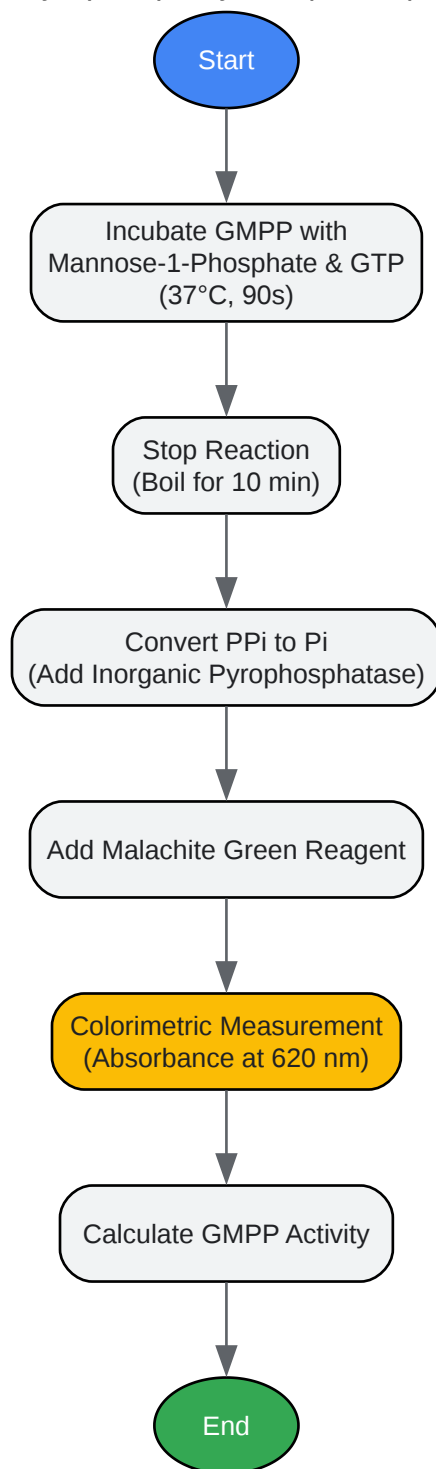 Start
Incubate GMPP with
Mannose-1-Phosphate & GTP
(37°C, 90s)
Stop Reaction
(Boil for 10 min)
Convert PPi to Pi
(Add Inorganic Pyrophosphatase)
Add Malachite Green Reagent
Colorimetric Measurement
(Absorbance at 620 nm)
Calculate GMPP Activity
End